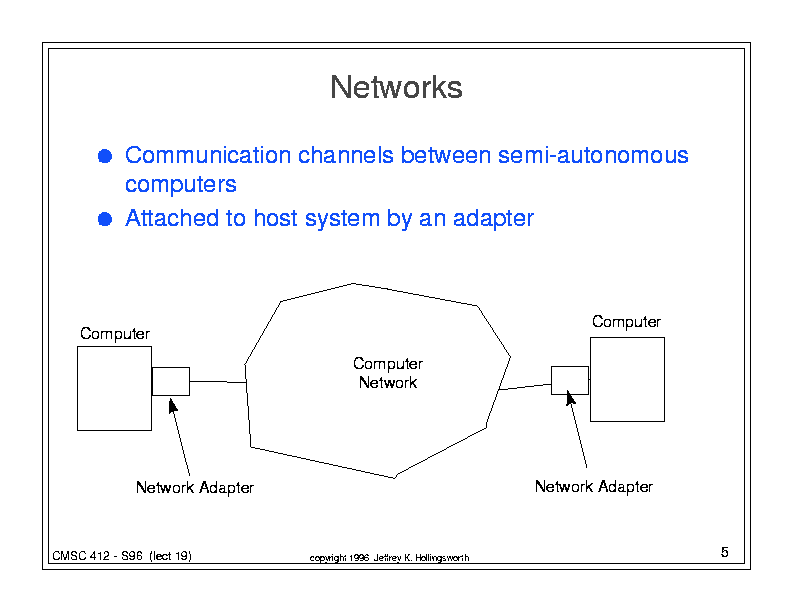 Networks
● Communication channels between semi-autonomous
computers
● Attached to host system by an adapter
Computer
Computer
Computer
Network
Network Adapter
Network Adapter
CMSC 412 - S96 (lect 19)
copyright 1996 Jeffrey K. Hollingsworth
5